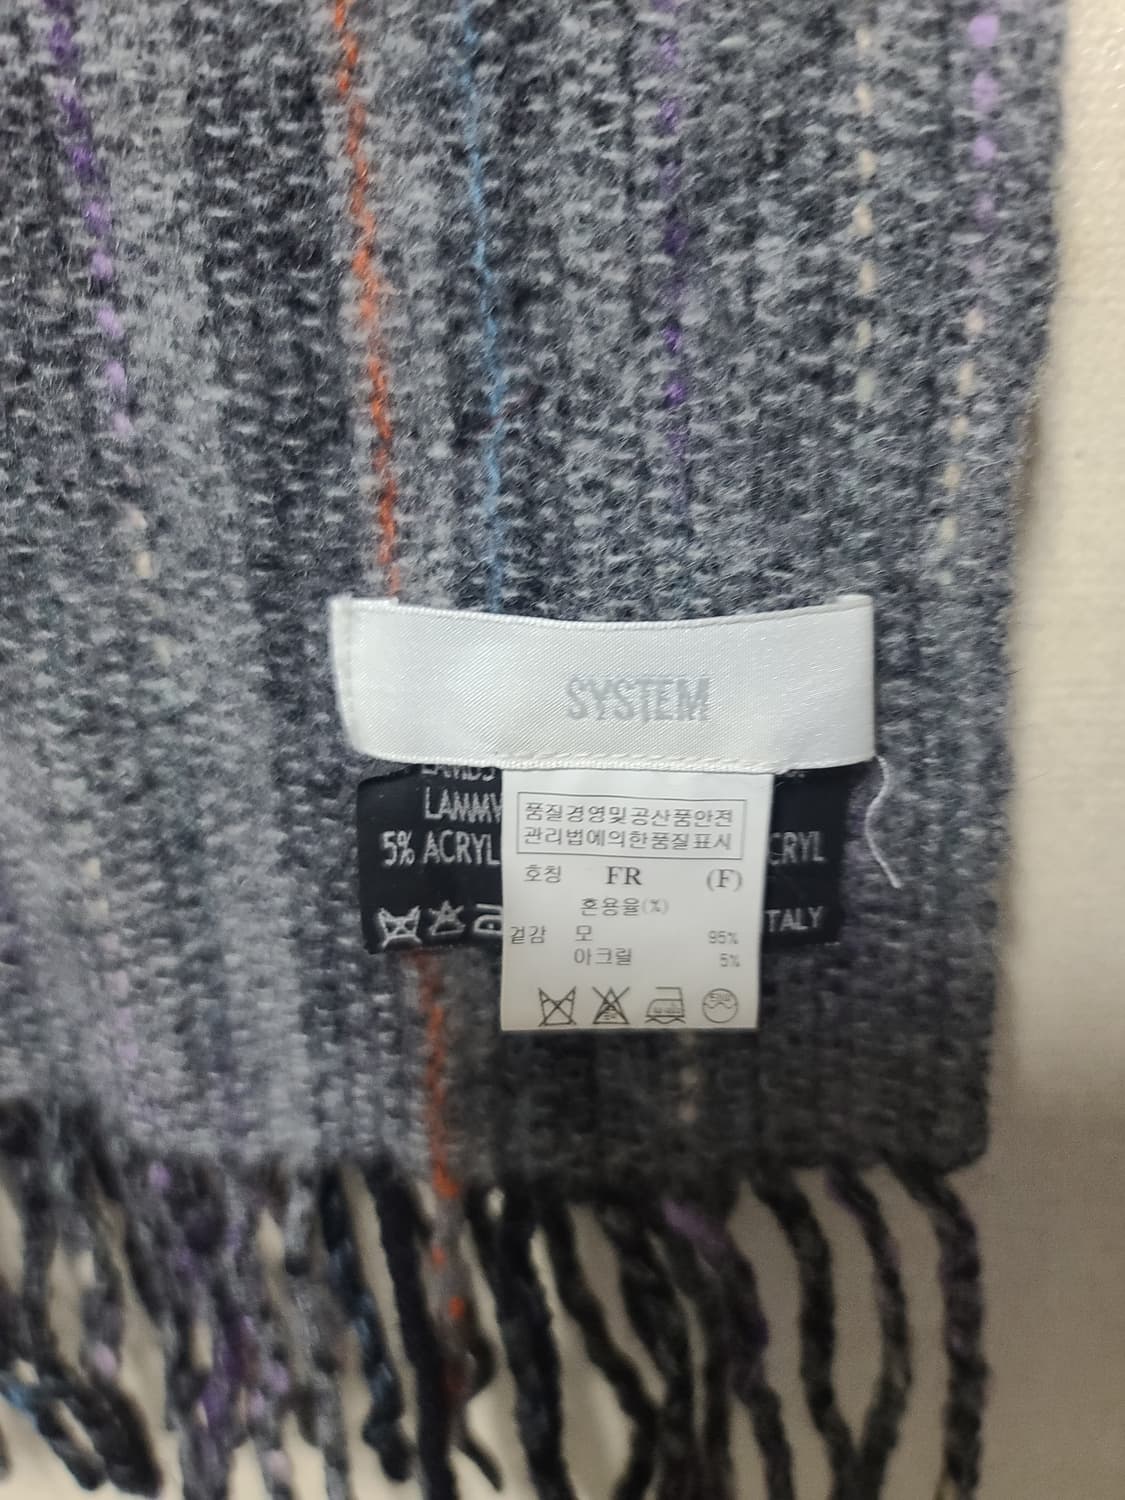 SYSTEM
LAMMW
5% ACRYL
CRYL
ITALY
품질경영및공산품안전
관리법에의한품질표시
호칭 FR (F)
혼용율(%)
겉감 모 95%
아크릴 5%